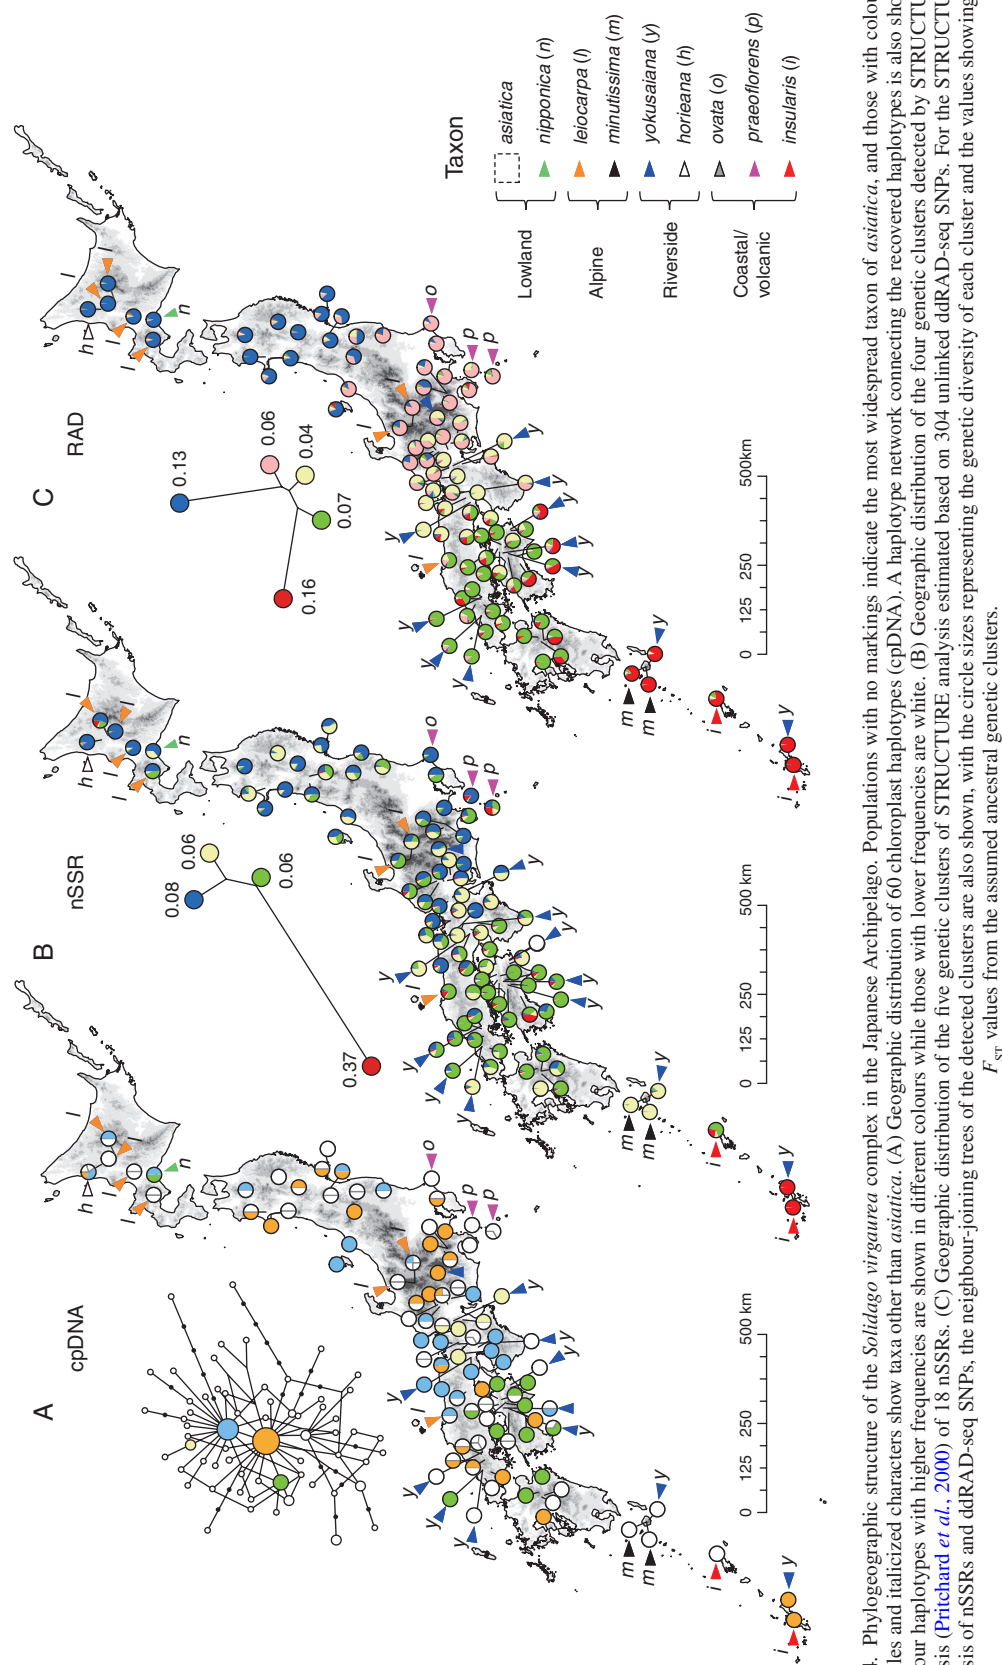 A
cpDNA
B
nSSR
0.08
0.06
0.06
0.37
C
RAD
0.13
0.06
0.04
0.07
0.16
h
l
l
l
n
l
l
o
p
p
y
l
y
y
y
y
y
y
m
m
y
i
y
i
0 125 250 500 km
h
l
l
l
n
l
l
o
p
p
y
l
y
y
y
y
y
y
m
m
y
i
y
i
0 125 250 500 km
h
l
l
l
n
l
l
o
p
p
y
l
y
y
y
y
y
y
m
m
y
i
y
i
0 125 250 500km
Taxon
Lowland
asiatica
nipponica (n)
Alpine
leiocarpa (l)
minutissima (m)
Riverside
yokusaiana (y)
horieana (h)
Coastal/
volcanic
ovata (o)
praeoflorens (p)
insularis (i)
4. Phylogeographic structure of the Solidago virgaurea complex in the Japanese Archipelago. Populations with no markings indicate the most widespread taxon of asiatica, and those with colou
les and italicized characters show taxa other than asiatica. (A) Geographic distribution of 60 chloroplast haplotypes (cpDNA). A haplotype network connecting the recovered haplotypes is also sho
our haplotypes with higher frequencies are shown in different colours while those with lower frequencies are white. (B) Geographic distribution of the four genetic clusters detected by STRUCTU
sis (Pritchard et al., 2000) of 18 nSSRs. (C) Geographic distribution of the five genetic clusters of STRUCTURE analysis estimated based on 304 unlinked ddRAD-seq SNPs. For the STRUCTU
sis of nSSRs and ddRAD-seq SNPs, the neighbour-joining trees of the detected clusters are also shown, with the circle sizes representing the genetic diversity of each cluster and the values showing
FST values from the assumed ancestral genetic clusters.